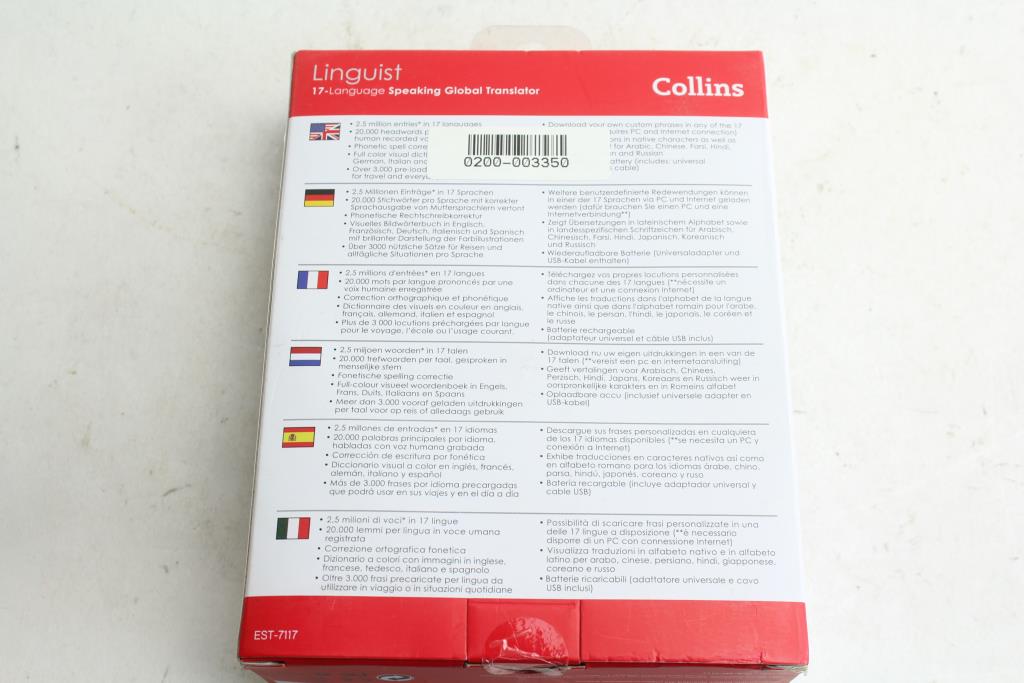 Linguist
17-Language Speaking Global Translator
Collins
• 2.5 million entries* in 17 languages
• 20,000 headwords
human recorded
• Phonetic spell
• Full color visual
German, Italian and
• Over 3,000
for travel and
• Download your own custom phrases in any of the 17
PC and Internet connection)
in native characters as well as
for Arabic, Chinese, Farsi, Hindi,
and Russian
(includes: universal
cable)
0200-003350
• 2,5 Millionen Einträge* in 17 Sprachen
• 20.000 Stichwörter pro Sprache mit korrekter
Sprachausgabe von Muttersprachlern vertont
• Phonetische Rechtschreibkorrektur
• Visuelles Bildwörterbuch in Englisch,
Französisch, Deutsch, Italienisch und Spanisch
mit brillanter Darstellung der Farbillustrationen
• Über 3000 nützliche Sätze für Reisen und
alltägliche Situationen pro Sprache
• Weitere benutzerdefinierte Redewendungen können
in einer der 17 Sprachen via PC und Internet geladen
werden (dafür brauchen Sie einen PC und eine
Internetverbindung**)
• Zeigt Übersetzungen in lateinischem Alphabet sowie
in landesspezifischen Schriftzeichen für Arabisch,
Chinesisch, Farsi, Hindi, Japanisch, Koreanisch
und Russisch
• Wiederaufladbare Batterie (Universaladapter und
USB-Kabel enthalten)
• 2,5 millions d'entrées* en 17 langues
• 20.000 mots par langue prononcés par une
voix humaine enregistrée
• Correction orthographique et phonétique
• Dictionnaire des visuels en couleur en anglais,
français, allemand, italien et espagnol
• Plus de 3 000 locutions préchargées par langue
pour le voyage, l'école ou l'usage courant.
• Téléchargez vos propres locutions personnalisées
dans chacune des 17 langues (**nécessite un
ordinateur et une connexion Internet)
• Affiche les traductions dans l'alphabet de la langue
native ainsi que dans l'alphabet romain pour l'arabe,
le chinois, le persan, l'hindi, le japonais, le coréen et
le russe
• Batterie rechargeable
(adaptateur universel et câble USB inclus)
• 2,5 miljoen woorden* in 17 talen
• 20.000 trefwoorden per taal, gesproken in
menselijke stem
• Fonetische spelling correctie
• Full-colour visueel woordenboek in Engels,
Frans, Duits, Italiaans en Spaans
• Meer dan 3.000 vooraf geladen uitdrukkingen
per taal voor op reis of alledaags gebruik
• Download nu uw eigen uitdrukkingen in een van de
17 talen (**vereist een pc en internetaansluiting)
• Geeft vertalingen voor Arabisch, Chinees,
Perzisch, Hindi, Japans, Koreaans en Russisch weer in
oorspronkelijke karakters en in Romeins alfabet
• Oplaadbare accu (inclusief universele adapter en
USB-kabel)
• 2,5 millones de entradas* en 17 idiomas
• 20.000 palabras principales por idioma,
habladas con voz humana grabada
• Corrección de escritura por fonética
• Diccionario visual a color en inglés, francés,
alemán, italiano y español
• Más de 3.000 frases por idioma precargadas
que podrá usar en sus viajes y en el día a día
• Descargue sus frases personalizadas en cualquiera
de los 17 idiomas disponibles (**se necesita un PC y
conexión a Internet)
• Exhibe traducciones en caracteres nativos así como
en alfabeto romano para los idiomas árabe, chino,
parsa, hindú, japonés, coreano y ruso
• Batería recargable (incluye adaptador universal y
cable USB)
• 2,5 milioni di voci* in 17 lingue
• 20.000 lemmi per lingua in voce umana
registrata
• Correzione ortografica fonetica
• Dizionario a colori con immagini in inglese,
francese, tedesco, italiano e spagnolo
• Oltre 3.000 frasi precaricate per lingua da
utilizzare in viaggio o in situazioni quotidiane
• Possibilità di scaricare frasi personalizzate in una
delle 17 lingue a disposizione (**è necessario
disporre di un PC con connessione Internet)
• Visualizza traduzioni in alfabeto nativo e in alfabeto
latino per arabo, cinese, persiano, hindi, giapponese,
coreano e russo
• Batterie ricaricabili (adattatore universale e cavo
USB inclusi)
EST-7117